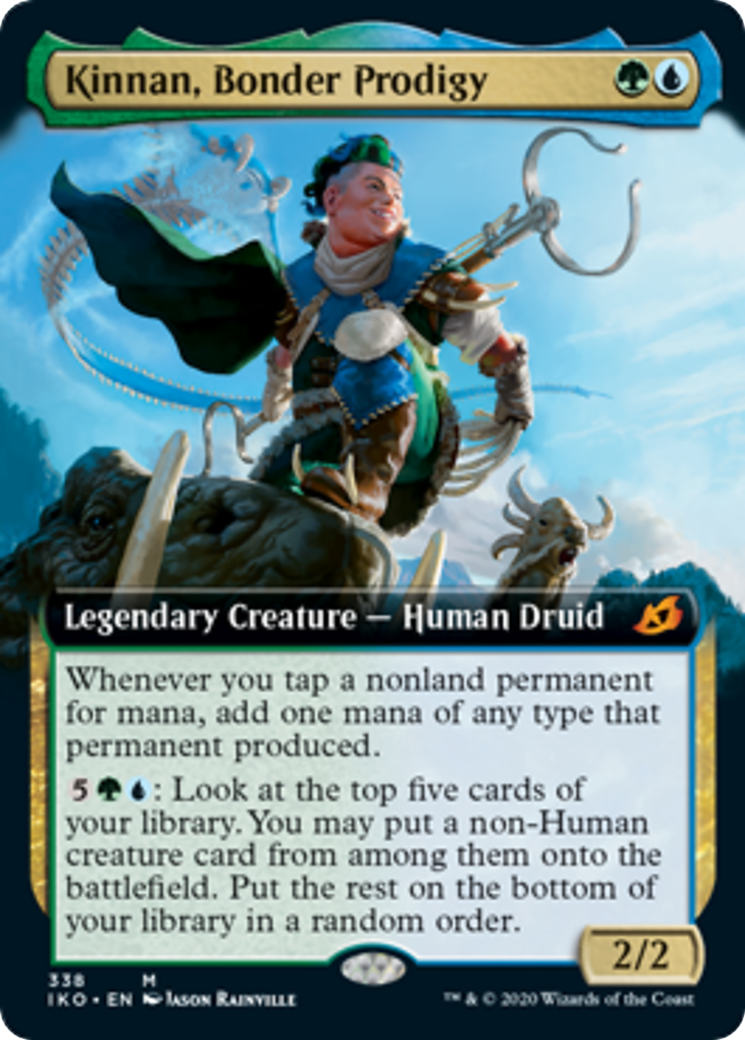 Kinnan, Bonder Prodigy
Legendary Creature — Human Druid
Whenever you tap a nonland permanent
for mana, add one mana of any type that
permanent produced.
5 : Look at the top five cards of
your library. You may put a non-Human
creature card from among them onto the
battlefield. Put the rest on the bottom of
your library in a random order.
2/2
338 M
IKO • EN Jason Rainville
™ & © 2020 Wizards of the Coast